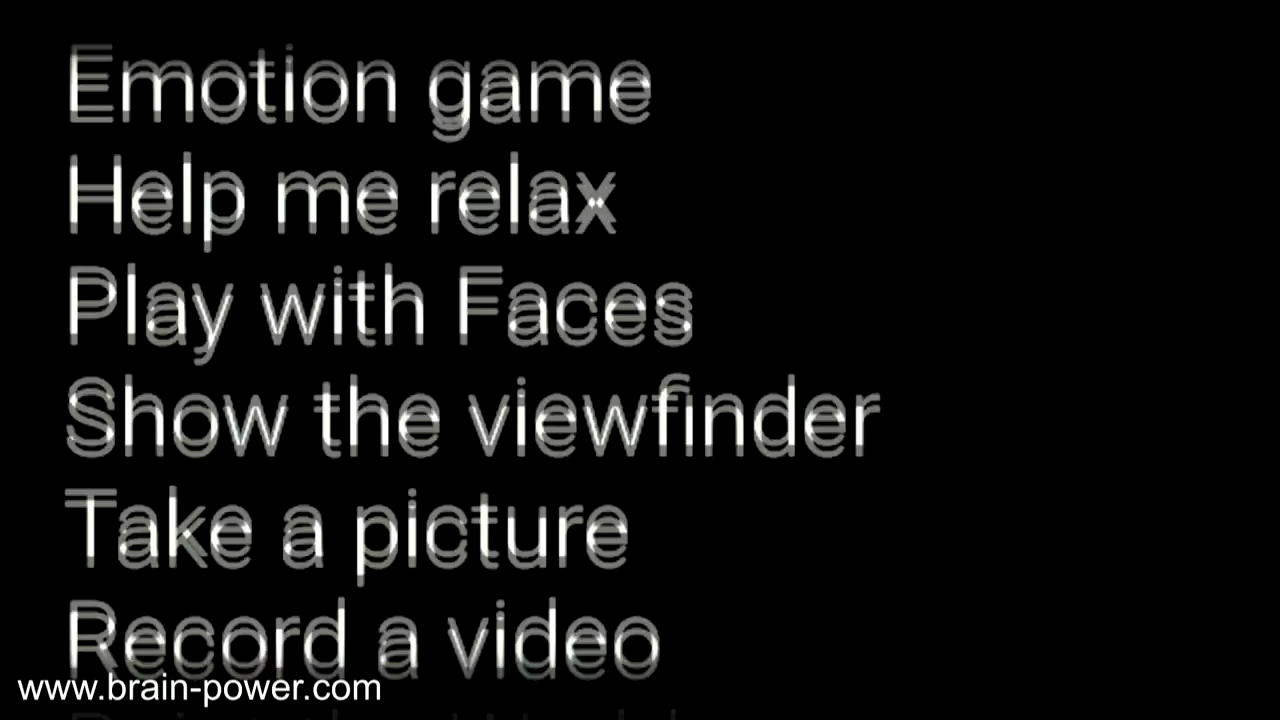 Emotion game
Help me relax
Play with Faces
Show the viewfinder
Take a picture
Record a video
www.brain-power.com